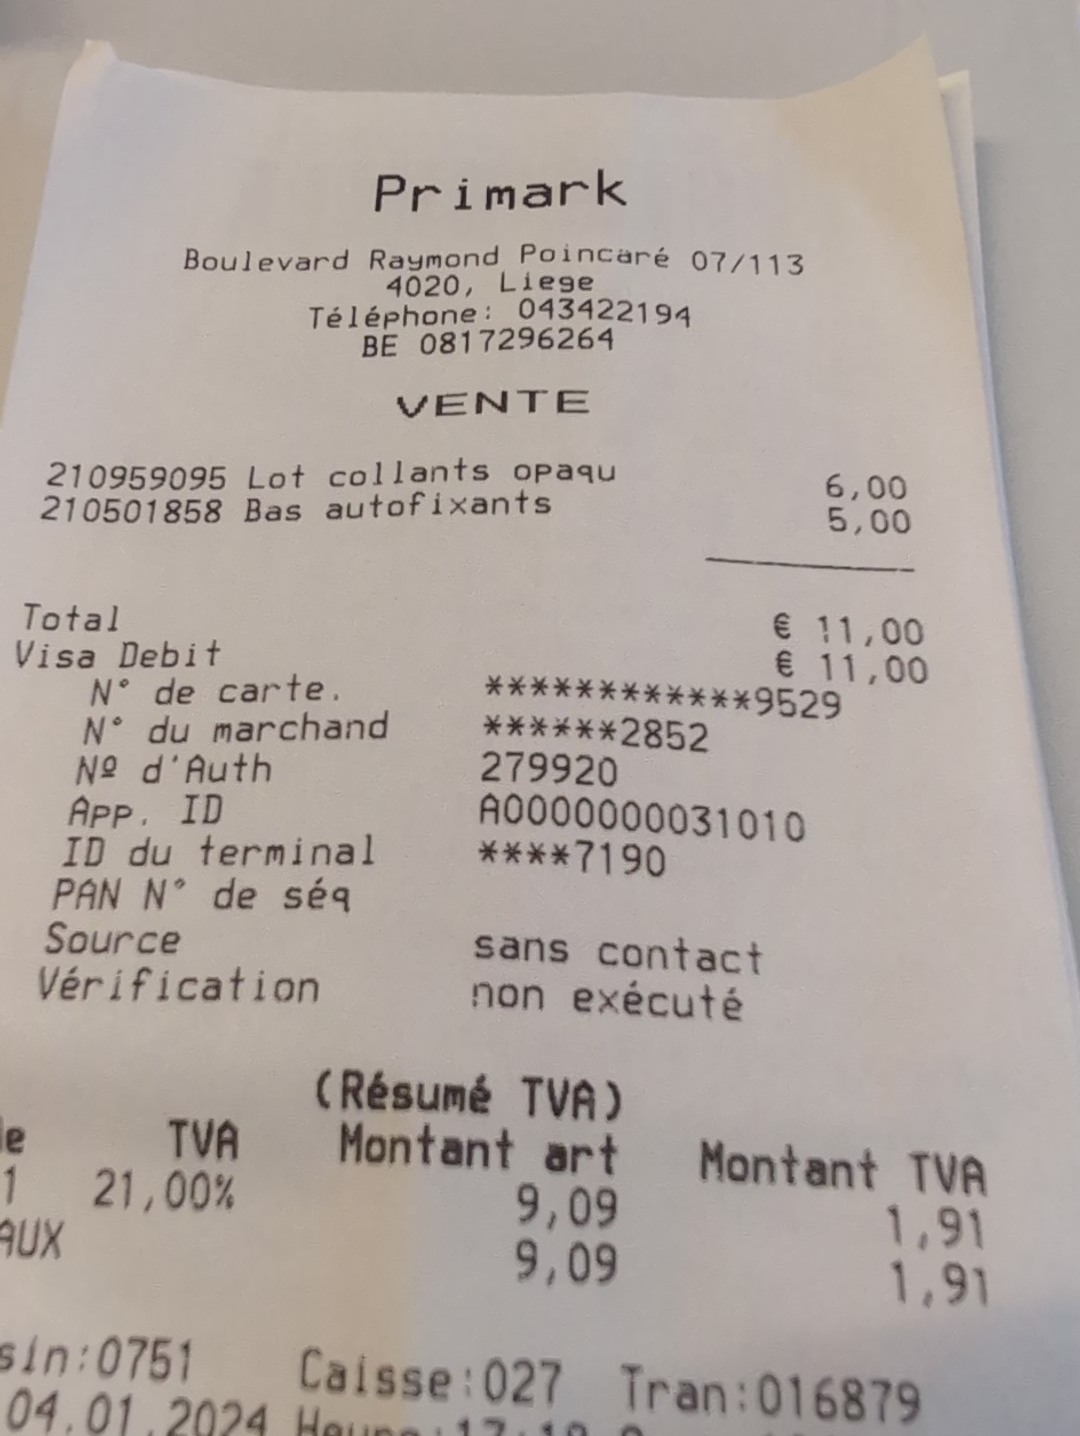 Primark
Boulevard Raymond Poincaré 07/113
4020, Liege
Téléphone: 043422194
BE 0817296264
VENTE
210959095 Lot collants opaqu 6,00
210501858 Bas autofixants 5,00
Total € 11,00
Visa Debit € 11,00
N° de carte. ************9529
N° du marchand ******2852
Nº d'Auth 279920
App. ID A0000000031010
ID du terminal ****7190
PAN N° de séq
Source sans contact
Vérification non exécuté
(Résumé TVA)
TVA Montant art Montant TVA
1 21,00% 9,09 1,91
AUX 9,09 1,91
sin:0751 Caisse:027 Tran:016879
04.01.2024